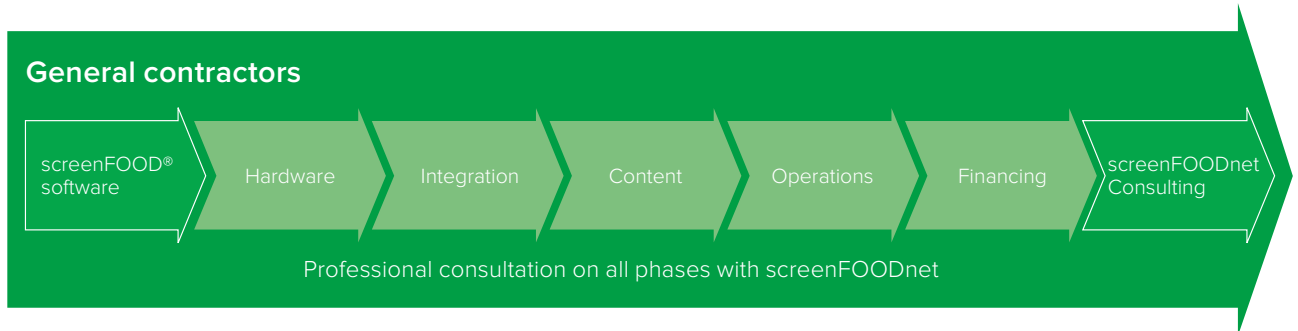 General contractors
screenFOOD®
software
Hardware
Integration
Content
Operations
Financing
screenFOODnet
Consulting
Professional consultation on all phases with screenFOODnet